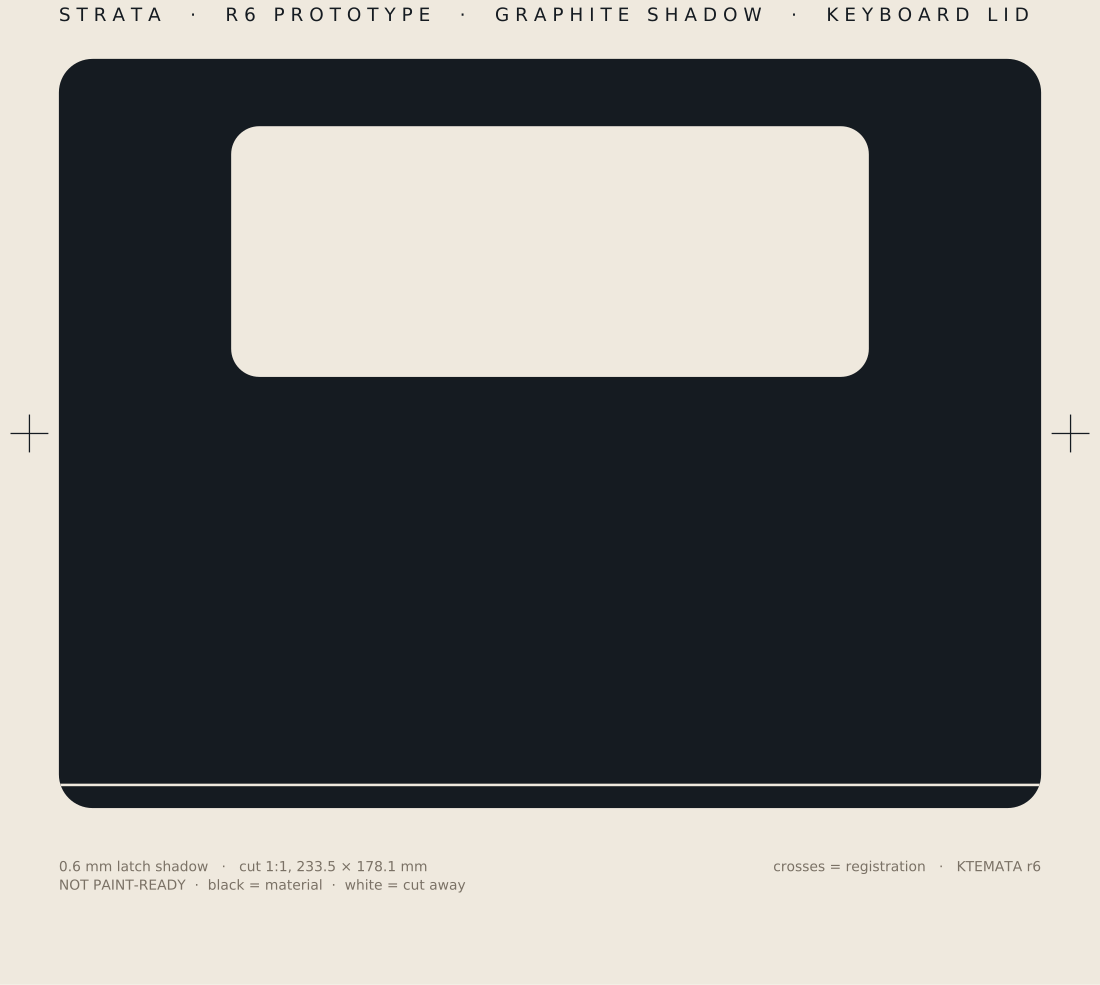 STRATA · R6 PROTOTYPE · GRAPHITE SHADOW · KEYBOARD LID
0.6 mm latch shadow · cut 1:1, 233.5 × 178.1 mm
NOT PAINT-READY · black = material · white = cut away
crosses = registration · KTEMATA r6